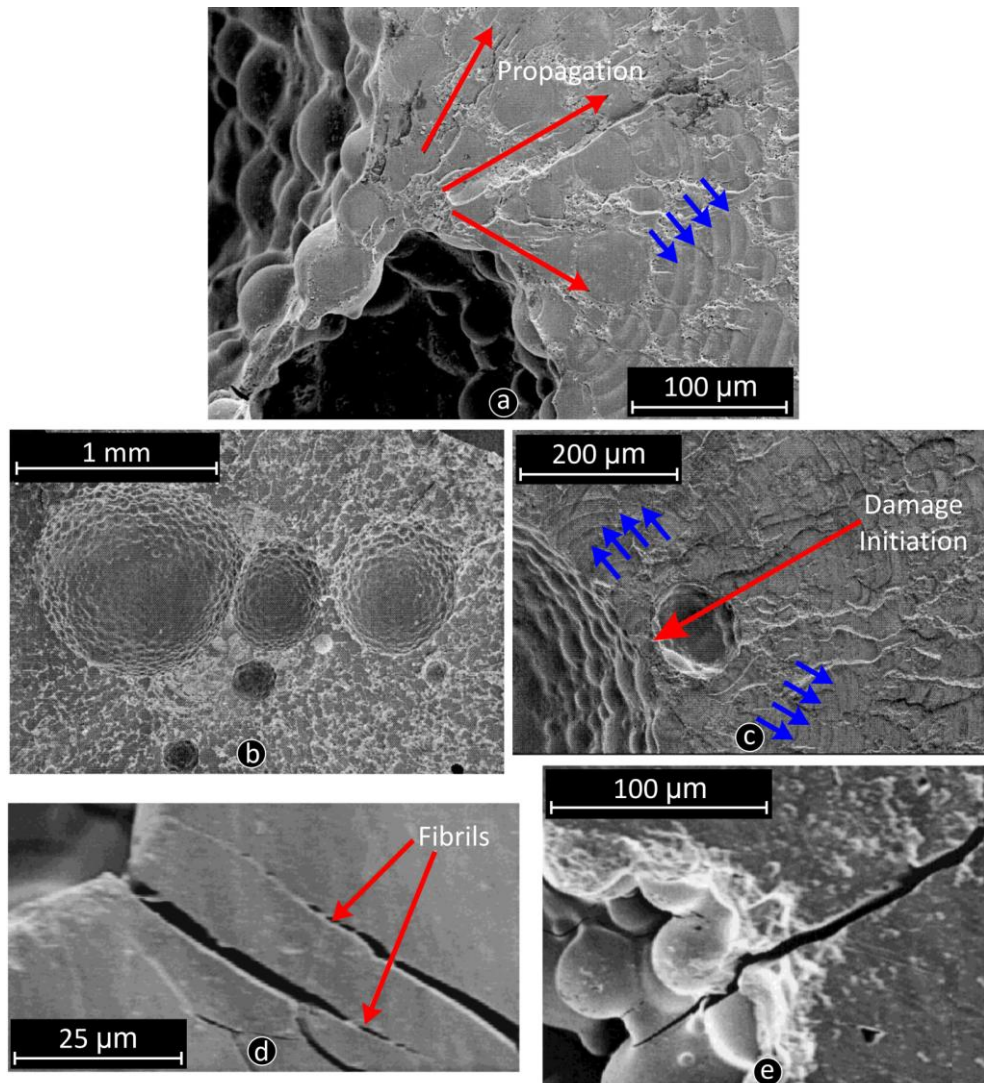 Propagation
100 µm
a
1 mm
b
200 µm
Damage
Initiation
c
Fibrils
25 µm
d
100 µm
e